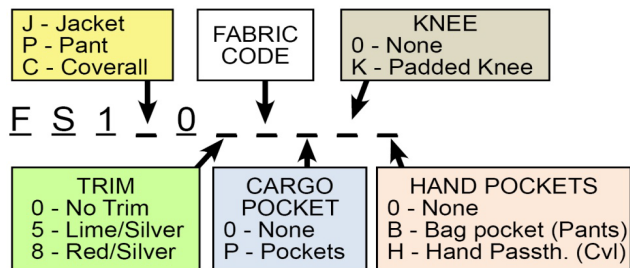 J - Jacket
P - Pant
C - Coverall
FABRIC
CODE
KNEE
0 - None
K - Padded Knee
F S 1 _ 0 _ _ _ _ _
TRIM
0 - No Trim
5 - Lime/Silver
8 - Red/Silver
CARGO
POCKET
0 - None
P - Pockets
HAND POCKETS
0 - None
B - Bag pocket (Pants)
H - Hand Passth. (Cvl)